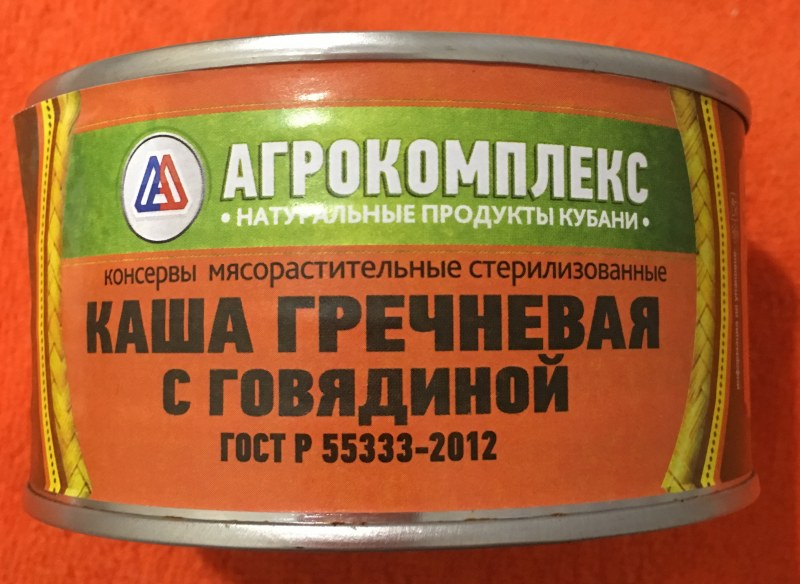 АГРОКОМПЛЕКС
• НАТУРАЛЬНЫЕ ПРОДУКТЫ КУБАНИ •
консервы мясорастительные стерилизованные
КАША ГРЕЧНЕВАЯ
С ГОВЯДИНОЙ
ГОСТ Р 55333-2012